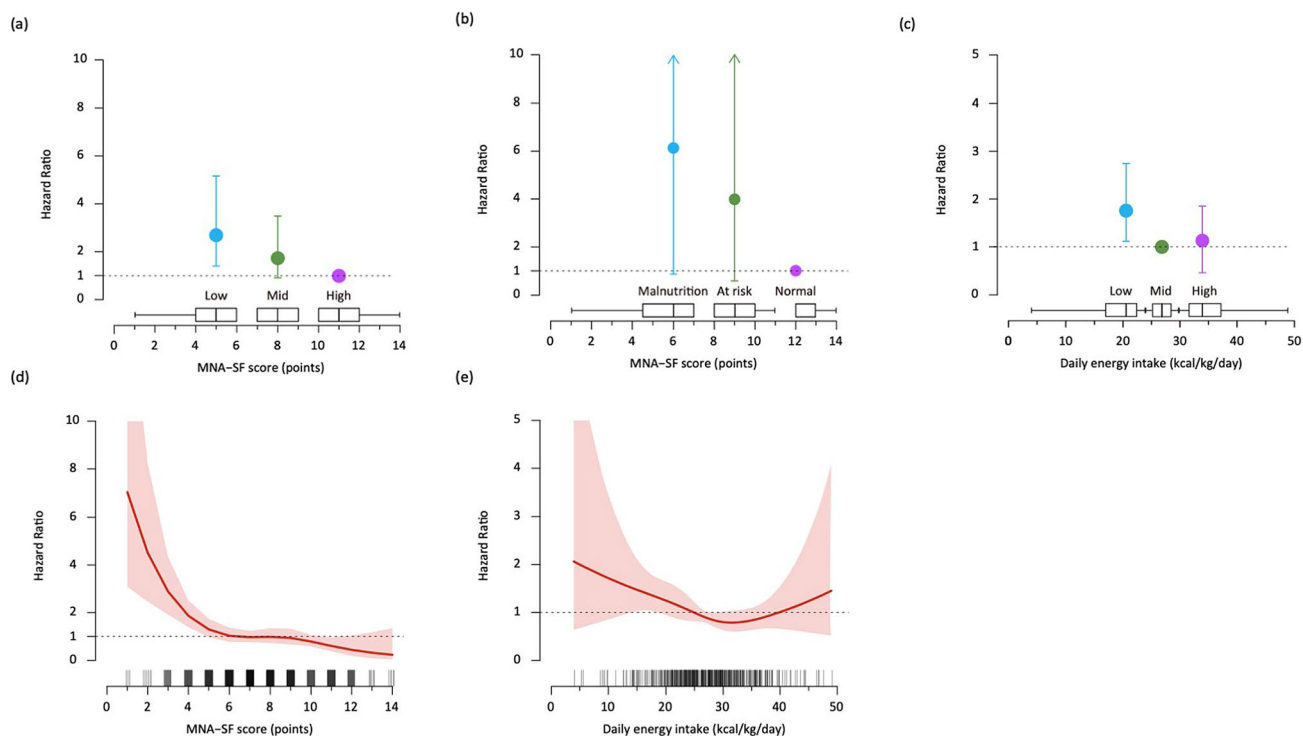 (a)
10
8
6
4
2
1
0
Hazard Ratio
Low Mid High
0 2 4 6 8 10 12 14
MNA–SF score (points)
(b)
10
8
6
4
2
1
0
Hazard Ratio
Malnutrition At risk Normal
0 2 4 6 8 10 12 14
MNA–SF score (points)
(c)
5
4
3
2
1
0
Hazard Ratio
Low Mid High
0 10 20 30 40 50
Daily energy intake (kcal/kg/day)
(d)
10
8
6
4
2
1
0
Hazard Ratio
0 2 4 6 8 10 12 14
MNA–SF score (points)
(e)
5
4
3
2
1
0
Hazard Ratio
0 10 20 30 40 50
Daily energy intake (kcal/kg/day)